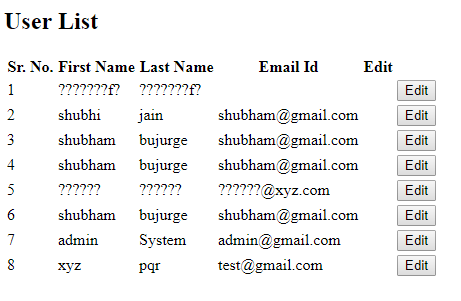 User List
Sr. No. First Name Last Name Email Id Edit
1 ???????f? ???????f? Edit
2 shubhi jain shubham@gmail.com Edit
3 shubham bujurge shubham@gmail.com Edit
4 shubham bujurge shubham@gmail.com Edit
5 ?????? ?????? ??????@xyz.com Edit
6 shubham bujurge shubham@gmail.com Edit
7 admin System admin@gmail.com Edit
8 xyz pqr test@gmail.com Edit